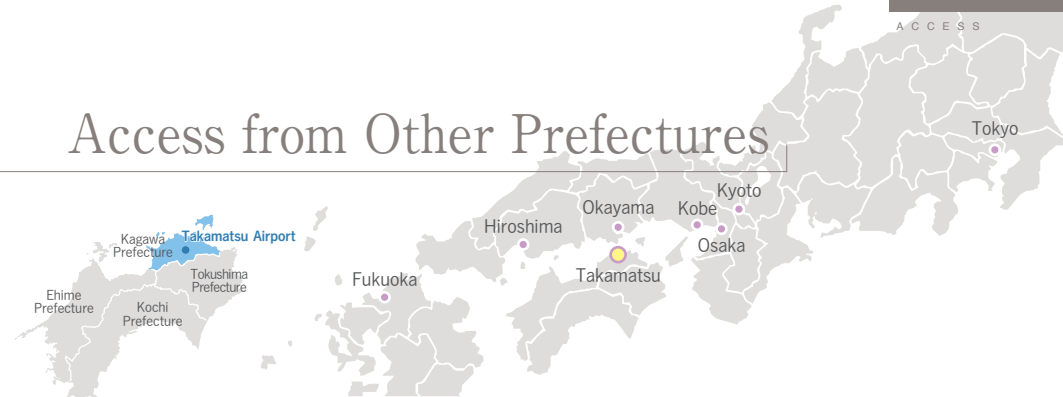 ACCESS
Access from Other Prefectures
Tokyo
Kyoto
Okayama
Kobe
Hiroshima
Osaka
Takamatsu
Fukuoka
Kagawa
Prefecture
Takamatsu Airport
Tokushima
Prefecture
Ehime
Prefecture
Kochi
Prefecture